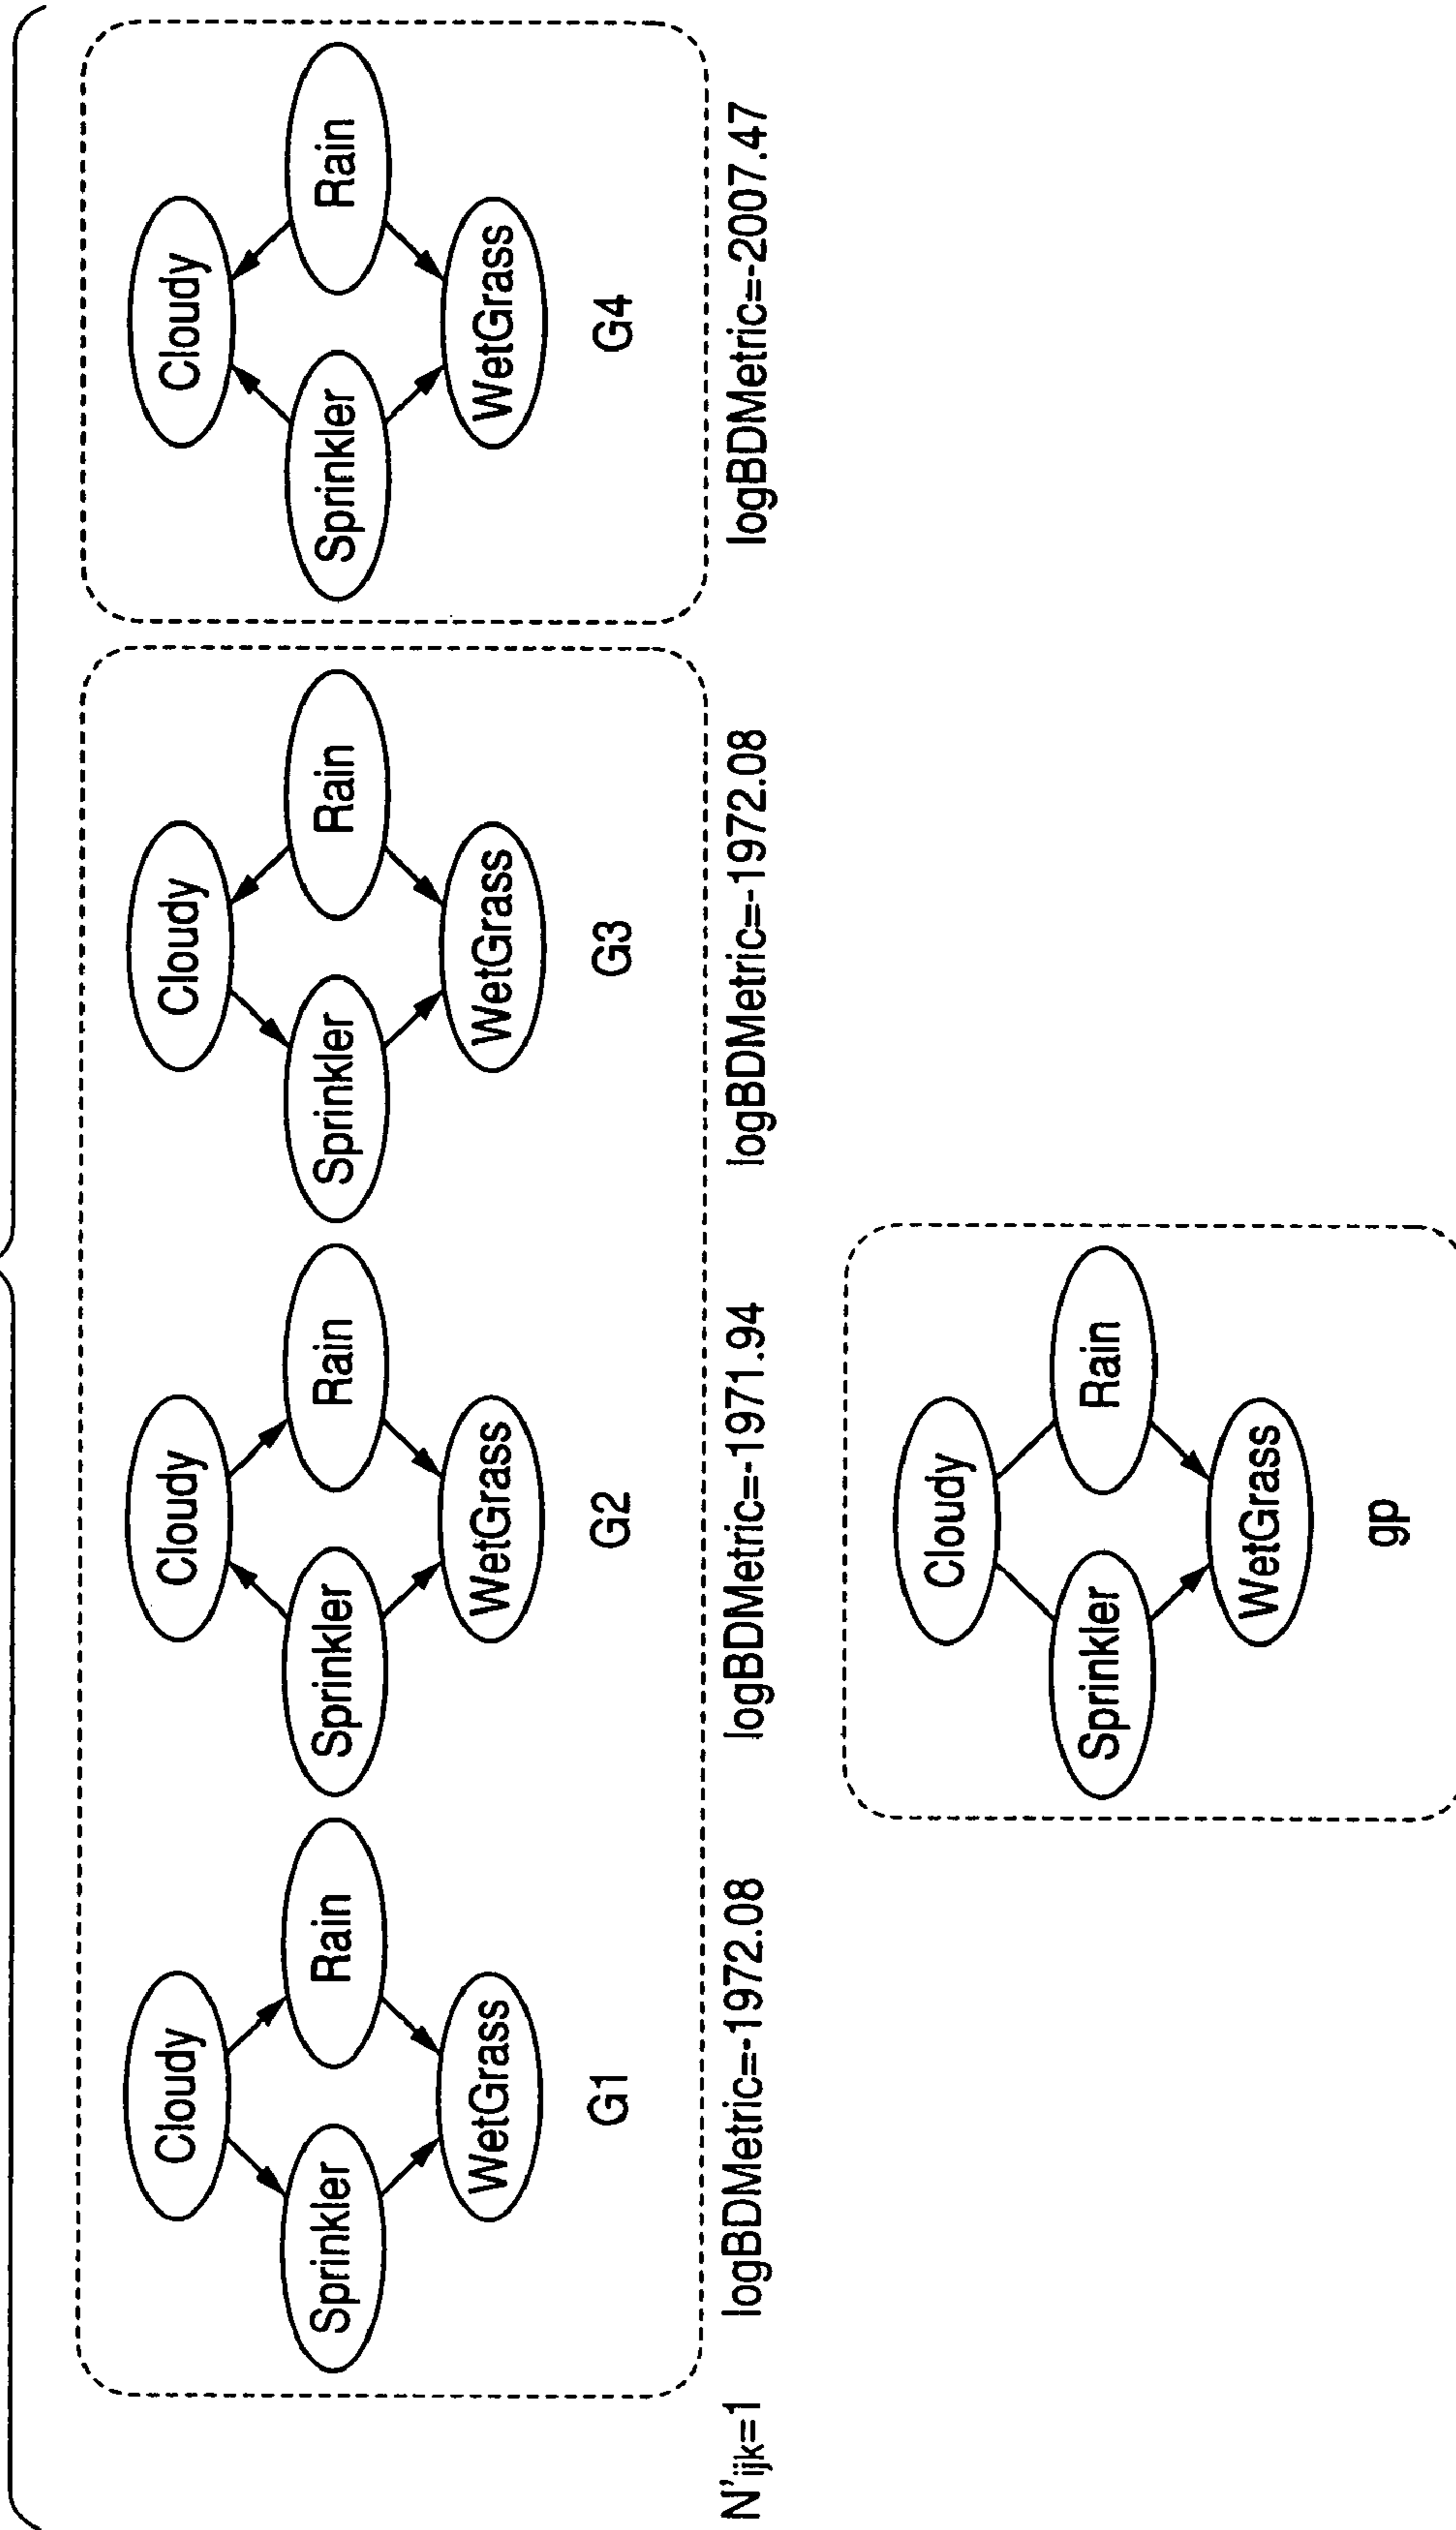 Cloudy
Sprinkler
Rain
WetGrass
G1
Cloudy
Sprinkler
Rain
WetGrass
G2
Cloudy
Sprinkler
Rain
WetGrass
G3
Cloudy
Sprinkler
Rain
WetGrass
G4
N'ijk=1 logBDMetric=-1972.08 logBDMetric=-1971.94 logBDMetric=-1972.08 logBDMetric=-2007.47
Cloudy
Sprinkler
Rain
WetGrass
gp